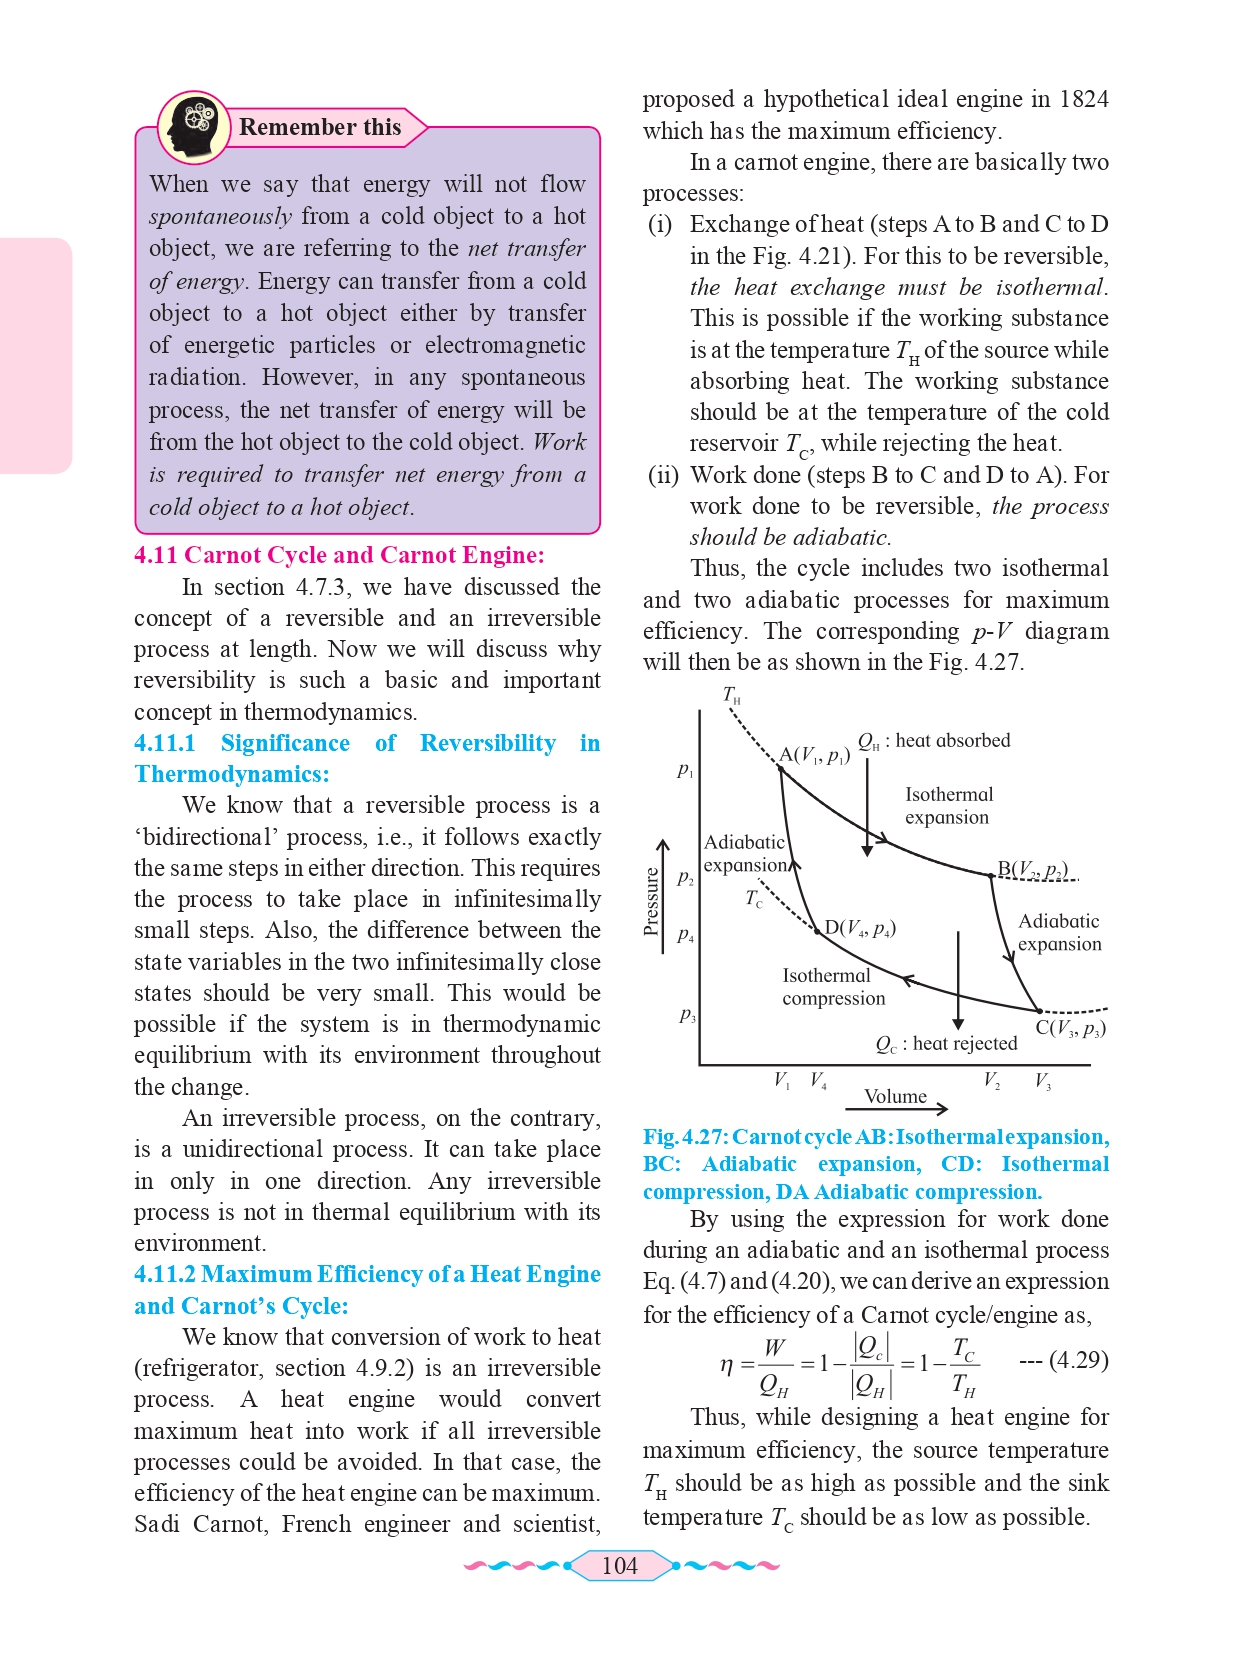 Remember this
When we say that energy will not flow
spontaneously from a cold object to a hot
object, we are referring to the net transfer
of energy. Energy can transfer from a cold
object to a hot object either by transfer
of energetic particles or electromagnetic
radiation. However, in any spontaneous
process, the net transfer of energy will be
from the hot object to the cold object. Work
is required to transfer net energy from a
cold object to a hot object.
4.11 Carnot Cycle and Carnot Engine:
In section 4.7.3, we have discussed the
concept of a reversible and an irreversible
process at length. Now we will discuss why
reversibility is such a basic and important
concept in thermodynamics.
4.11.1 Significance of Reversibility in
Thermodynamics:
We know that a reversible process is a
‘bidirectional’ process, i.e., it follows exactly
the same steps in either direction. This requires
the process to take place in infinitesimally
small steps. Also, the difference between the
state variables in the two infinitesimally close
states should be very small. This would be
possible if the system is in thermodynamic
equilibrium with its environment throughout
the change.
An irreversible process, on the contrary,
is a unidirectional process. It can take place
in only in one direction. Any irreversible
process is not in thermal equilibrium with its
environment.
4.11.2 Maximum Efficiency of a Heat Engine
and Carnot’s Cycle:
We know that conversion of work to heat
(refrigerator, section 4.9.2) is an irreversible
process. A heat engine would convert
maximum heat into work if all irreversible
processes could be avoided. In that case, the
efficiency of the heat engine can be maximum.
Sadi Carnot, French engineer and scientist,
proposed a hypothetical ideal engine in 1824
which has the maximum efficiency.
In a carnot engine, there are basically two
processes:
(i) Exchange of heat (steps A to B and C to D
in the Fig. 4.21). For this to be reversible,
the heat exchange must be isothermal.
This is possible if the working substance
is at the temperature T_H of the source while
absorbing heat. The working substance
should be at the temperature of the cold
reservoir T_C, while rejecting the heat.
(ii) Work done (steps B to C and D to A). For
work done to be reversible, the process
should be adiabatic.
Thus, the cycle includes two isothermal
and two adiabatic processes for maximum
efficiency. The corresponding p-V diagram
will then be as shown in the Fig. 4.27.
T_H
A(V_1, p_1)
Q_H : heat absorbed
p_1
Isothermal
expansion
Adiabatic
expansion
B(V_2, p_2)
p_2
T_C
Pressure
D(V_4, p_4)
p_4
Adiabatic
expansion
Isothermal
compression
p_3
C(V_3, p_3)
Q_C : heat rejected
V_1 V_4 V_2 V_3
Volume
Fig. 4.27: Carnot cycle AB: Isothermal expansion,
BC: Adiabatic expansion, CD: Isothermal
compression, DA Adiabatic compression.
By using the expression for work done
during an adiabatic and an isothermal process
Eq. (4.7) and (4.20), we can derive an expression
for the efficiency of a Carnot cycle/engine as,
η = W/Q_H = 1 − |Q_c|/|Q_H| = 1 − T_C/T_H --- (4.29)
Thus, while designing a heat engine for
maximum efficiency, the source temperature
T_H should be as high as possible and the sink
temperature T_C should be as low as possible.
104